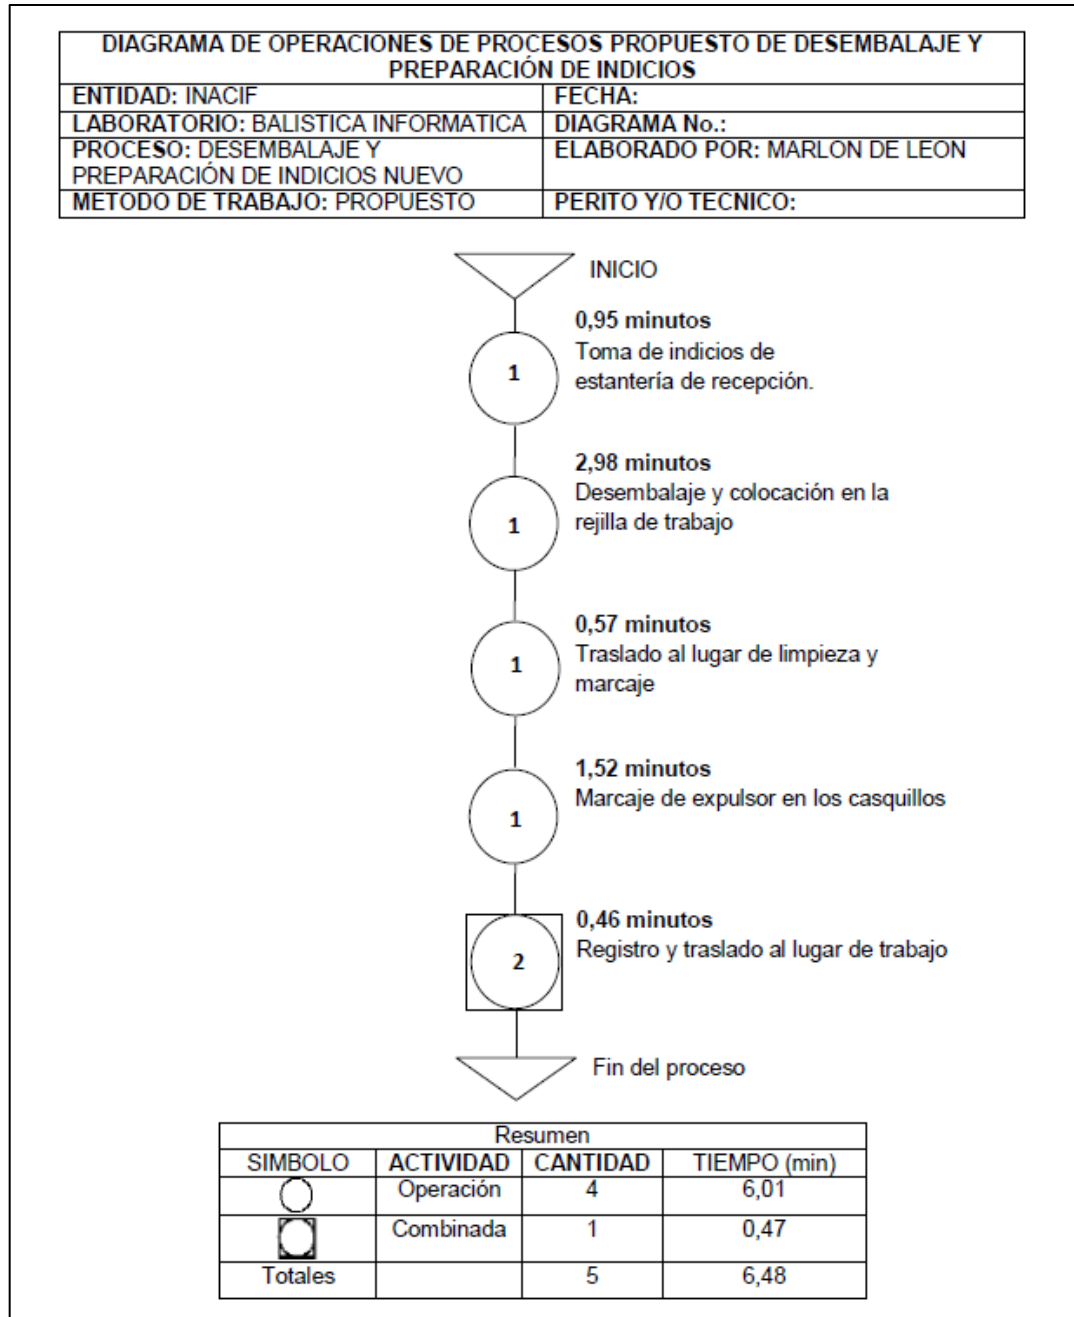 DIAGRAMA DE OPERACIONES DE PROCESOS PROPUESTO DE DESEMBALAJE Y
PREPARACIÓN DE INDICIOS
ENTIDAD: INACIF
FECHA:
LABORATORIO: BALISTICA INFORMATICA
DIAGRAMA No.:
PROCESO: DESEMBALAJE Y
PREPARACIÓN DE INDICIOS NUEVO
ELABORADO POR: MARLON DE LEON
METODO DE TRABAJO: PROPUESTO
PERITO Y/O TECNICO:
INICIO
0,95 minutos
Toma de indicios de
estantería de recepción.
1
2,98 minutos
Desembalaje y colocación en la
rejilla de trabajo
1
0,57 minutos
Traslado al lugar de limpieza y
marcaje
1
1,52 minutos
Marcaje de expulsor en los casquillos
1
0,46 minutos
Registro y traslado al lugar de trabajo
2
Fin del proceso
Resumen
SIMBOLO ACTIVIDAD CANTIDAD TIEMPO (min)
Operación 4 6,01
Combinada 1 0,47
Totales 5 6,48